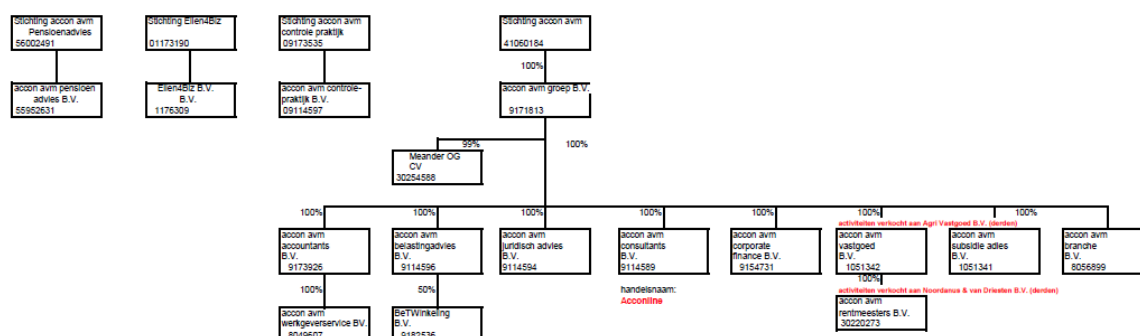 Stichting accon avm
Pensioenadvies
56002491
Stichting Ellen4Biz
01173190
Stichting accon avm
controle praktijk
09173535
Stichting accon avm
41060184
100%
accon avm pensioen
advies B.V.
55952631
Ellen4Biz B.V.
B.V.
1176309
accon avm controle-
praktijk B.V.
09114597
accon avm groep B.V.
9171813
99%
100%
Meander OG
CV
30254588
100%
100%
100%
100%
100%
100%
100%
activiteiten verkocht aan Agri Vastgoed B.V. (derden)
accon avm
accountants
B.V.
9173926
accon avm
belastingadvies
B.V.
9114596
accon avm
juridisch advies
B.V.
9114594
accon avm
consultants
B.V.
9114589
accon avm
corporate
finance B.V.
9154731
accon avm
vastgoed
B.V.
1051342
accon avm
subsidie adies
B.V.
1051341
accon avm
branche
B.V.
8056899
100%
50%
handelsnaam:
Acconline
100%
activiteiten verkocht aan Noordanus & van Driesten B.V. (derden)
accon avm
werkgeverservice BV.
8049607
BeTWinkeling
B.V.
9182536
accon avm
rentmeesters B.V.
30220273